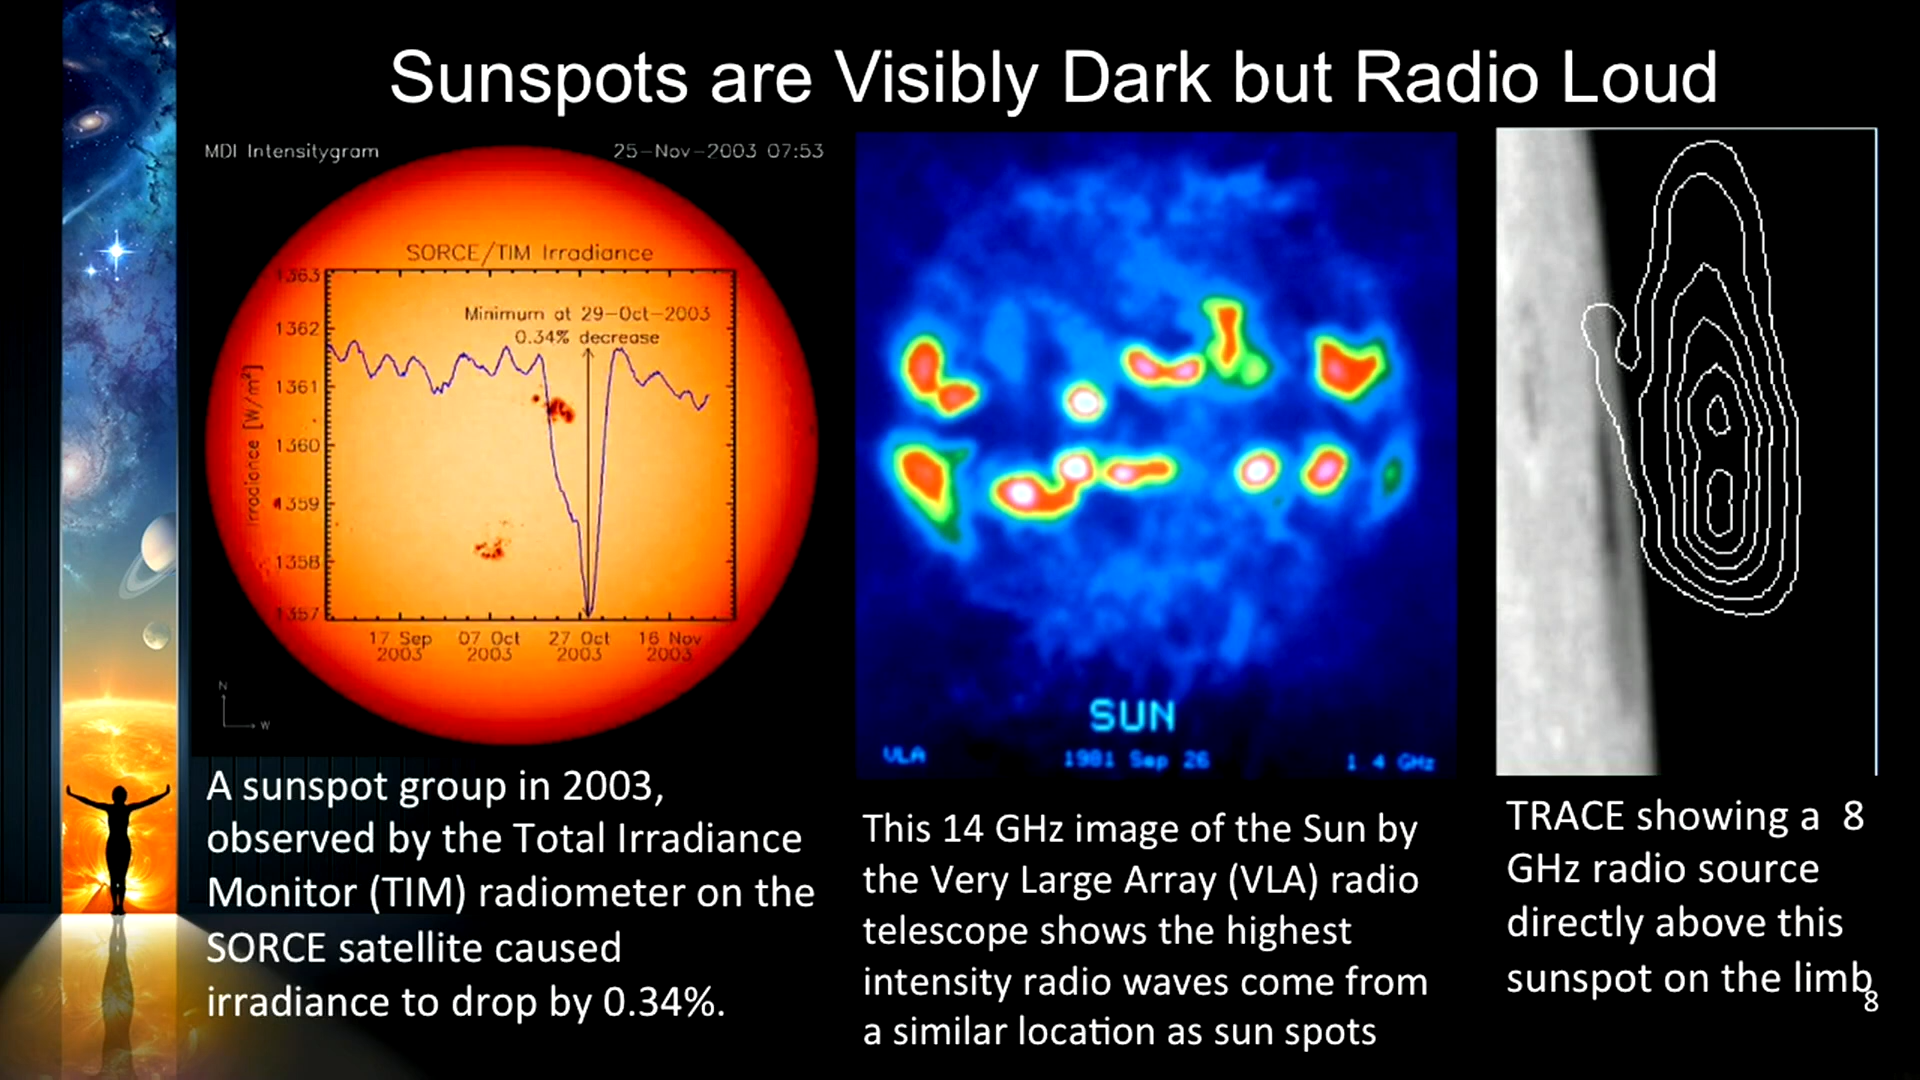 Sunspots are Visibly Dark but Radio Loud
MDI Intensitygram
25-Nov-2003 07:53
SORCE/TIM Irradiance
Minimum at 29-Oct-2003
0.34% decrease
Irradiance [W/m²]
1363
1362
1361
1360
1359
1358
1357
17 Sep 07 Oct 27 Oct 16 Nov
2003 2003 2003 2003
N
W
SUN
VLA 1981 Sep 26 1.4 GHz
A sunspot group in 2003,
observed by the Total Irradiance
Monitor (TIM) radiometer on the
SORCE satellite caused
irradiance to drop by 0.34%.
This 14 GHz image of the Sun by
the Very Large Array (VLA) radio
telescope shows the highest
intensity radio waves come from
a similar location as sun spots
TRACE showing a 8
GHz radio source
directly above this
sunspot on the limb
8